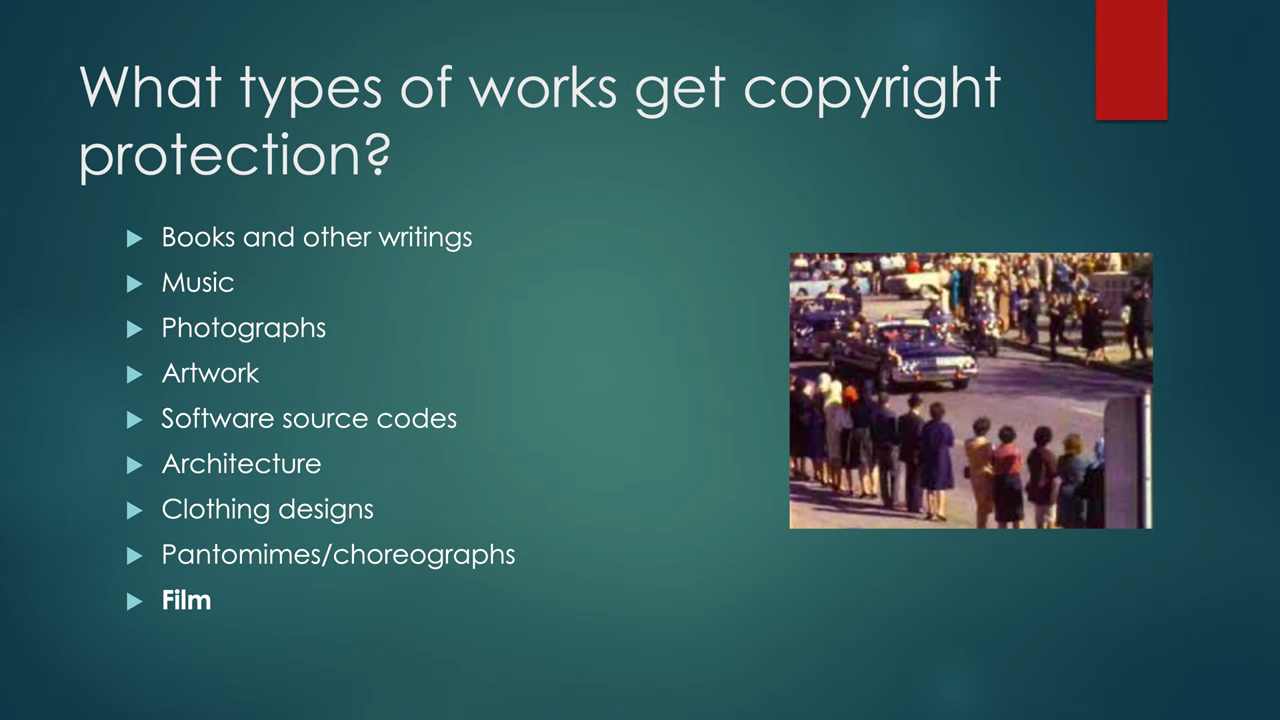 What types of works get copyright
protection?
Books and other writings
Music
Photographs
Artwork
Software source codes
Architecture
Clothing designs
Pantomimes/choreographs
Film